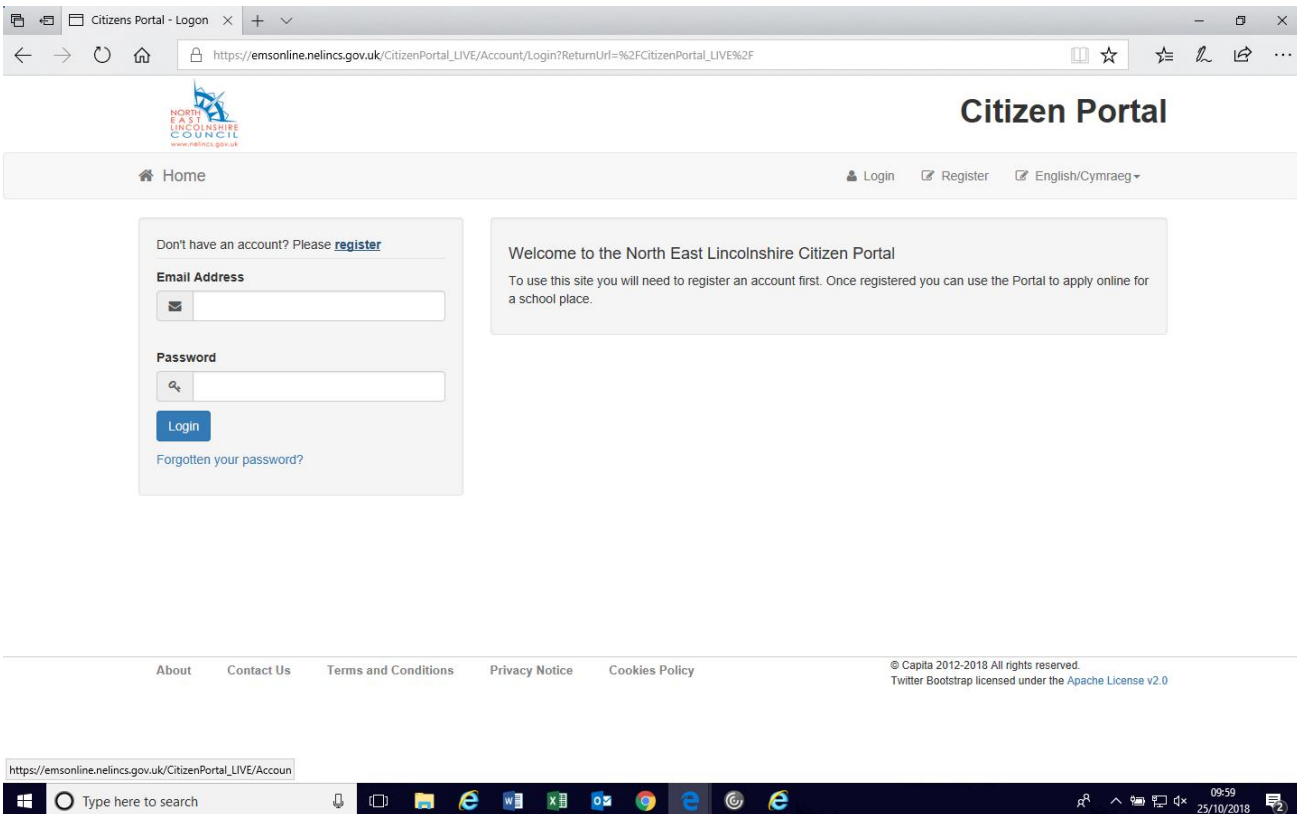 Citizens Portal - Logon
https://emsonline.nelincs.gov.uk/CitizenPortal_LIVE/Account/Login?ReturnUrl=%2FCitizenPortal_LIVE%2F
NORTH
EAST
LINCOLNSHIRE
COUNCIL
www.nelincs.gov.uk
Citizen Portal
Home
Login
Register
English/Cymraeg
Don't have an account? Please register
Email Address
Password
Login
Forgotten your password?
Welcome to the North East Lincolnshire Citizen Portal
To use this site you will need to register an account first. Once registered you can use the Portal to apply online for
a school place.
About
Contact Us
Terms and Conditions
Privacy Notice
Cookies Policy
© Capita 2012-2018 All rights reserved.
Twitter Bootstrap licensed under the Apache License v2.0
https://emsonline.nelincs.gov.uk/CitizenPortal_LIVE/Accoun
Type here to search
09:59
25/10/2018
2